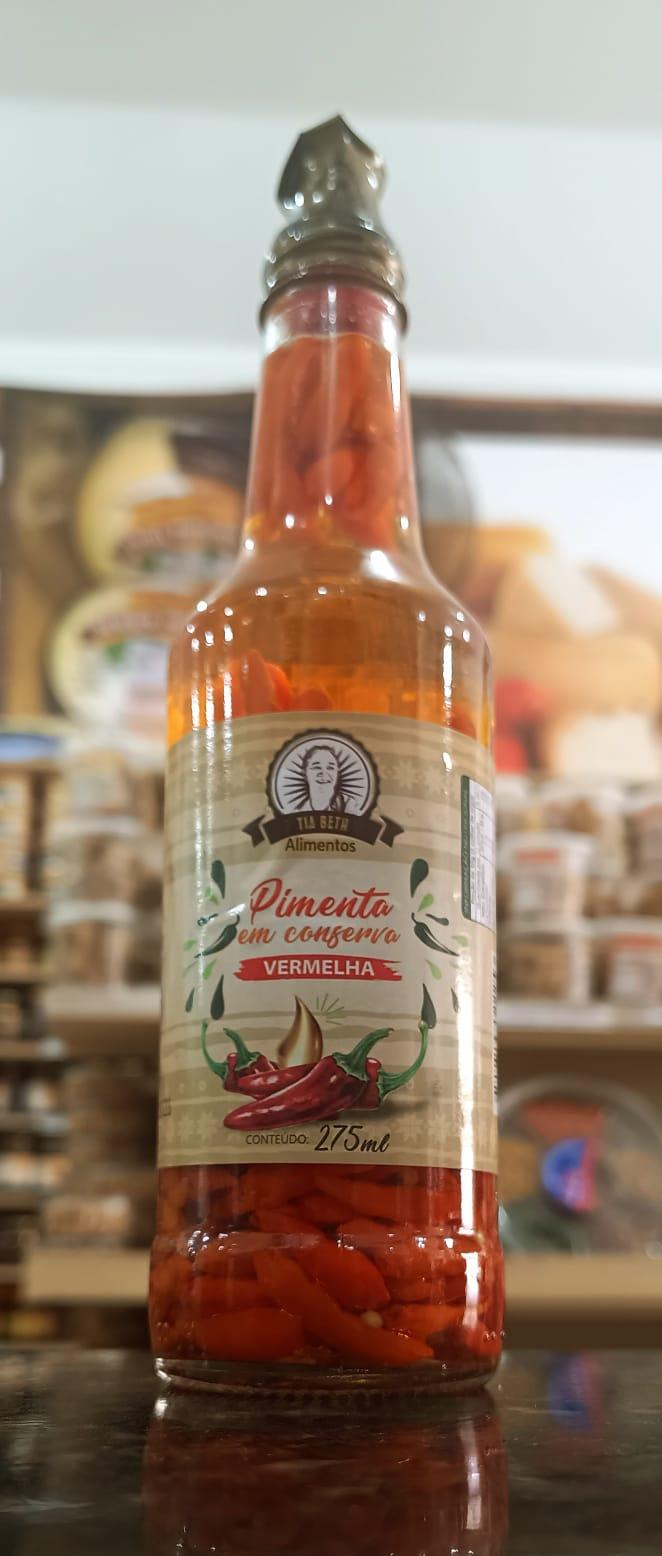 TIA BETH
Alimentos
Pimenta
em conserva
VERMELHA
CONTEÚDO: 275ml